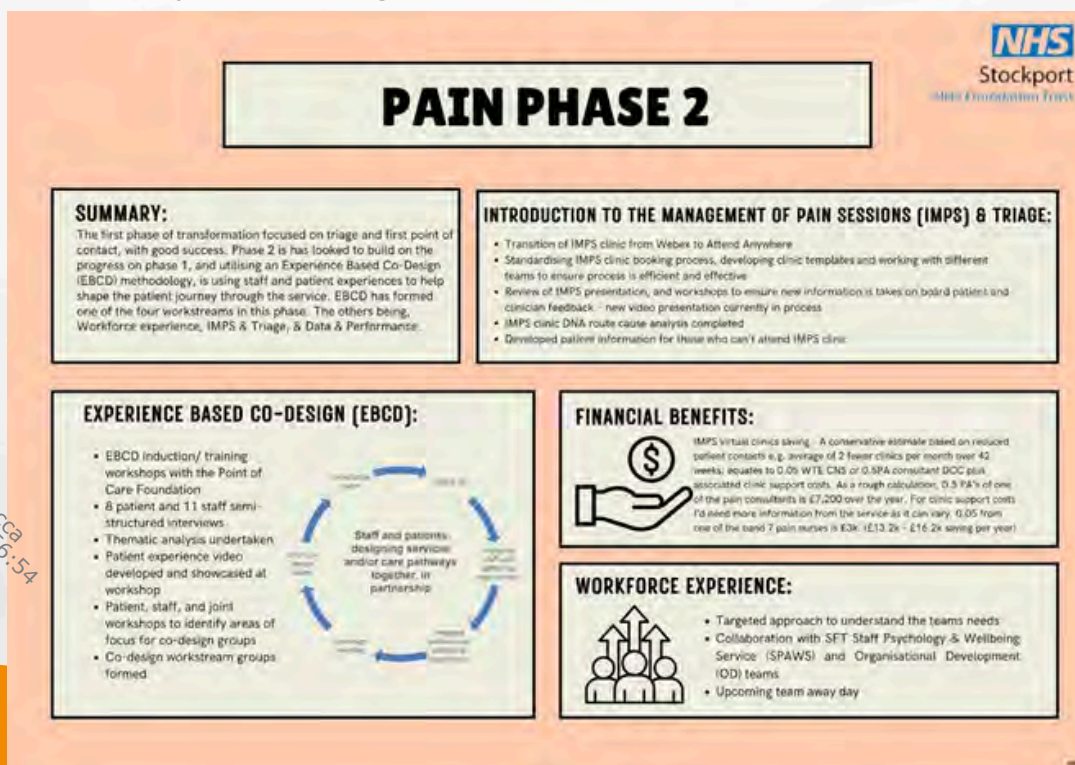 NHS
Stockport
NHS Foundation Trust
PAIN PHASE 2
SUMMARY:
The first phase of transformation focused on triage and first point of
contact, with good success. Phase 2 is has looked to build on the
progress on phase 1, and utilising an Experience Based Co-Design
(EBCD) methodology, is using staff and patient experiences to help
shape the patient journey through the service. EBCD has formed
one of the four workstreams in this phase. The others being,
Workforce experience, IMPS & Triage, & Data & Performance.
INTRODUCTION TO THE MANAGEMENT OF PAIN SESSIONS (IMPS) & TRIAGE:
• Transition of IMPS clinic from Webex to Attend Anywhere
• Standardising IMPS clinic booking process, developing clinic templates and working with different
teams to ensure process is efficient and effective
• Review of IMPS presentation, and workshops to ensure new information is takes on board patient and
clinician feedback - new video presentation currently in process
• IMPS clinic DNA route cause analysis completed
• Developed patient information for those who can't attend IMPS clinic
EXPERIENCE BASED CO-DESIGN (EBCD):
• EBCD induction/ training
workshops with the Point of
Care Foundation
• 8 patient and 11 staff semi-
structured interviews
• Thematic analysis undertaken
• Patient experience video
developed and showcased at
workshop
• Patient, staff, and joint
workshops to identify areas of
focus for co-design groups
• Co-design workstream groups
formed
Staff and patients
designing services
and/or care pathways
together, in
partnership
FINANCIAL BENEFITS:
$
IMPS virtual clinics saving - A conservative estimate based on reduced
patient contacts e.g. average of 2 fewer clinics per month over 42
weeks, equates to 0.05 WTE CNS or 0.5PA consultant DCC plus
associated clinic support costs. As a rough calculation, 0.5 PA's of one
of the pain consultants is £7,200 over the year. For clinic support costs
I'd need more information from the service as it can vary. 0.05 from
one of the band 7 pain nurses is £3k. (£13.2k - £16.2k saving per year)
WORKFORCE EXPERIENCE:
• Targeted approach to understand the teams needs
• Collaboration with SFT Staff Psychology & Wellbeing
Service (SPAWS) and Organisational Development
(OD) teams
• Upcoming team away day